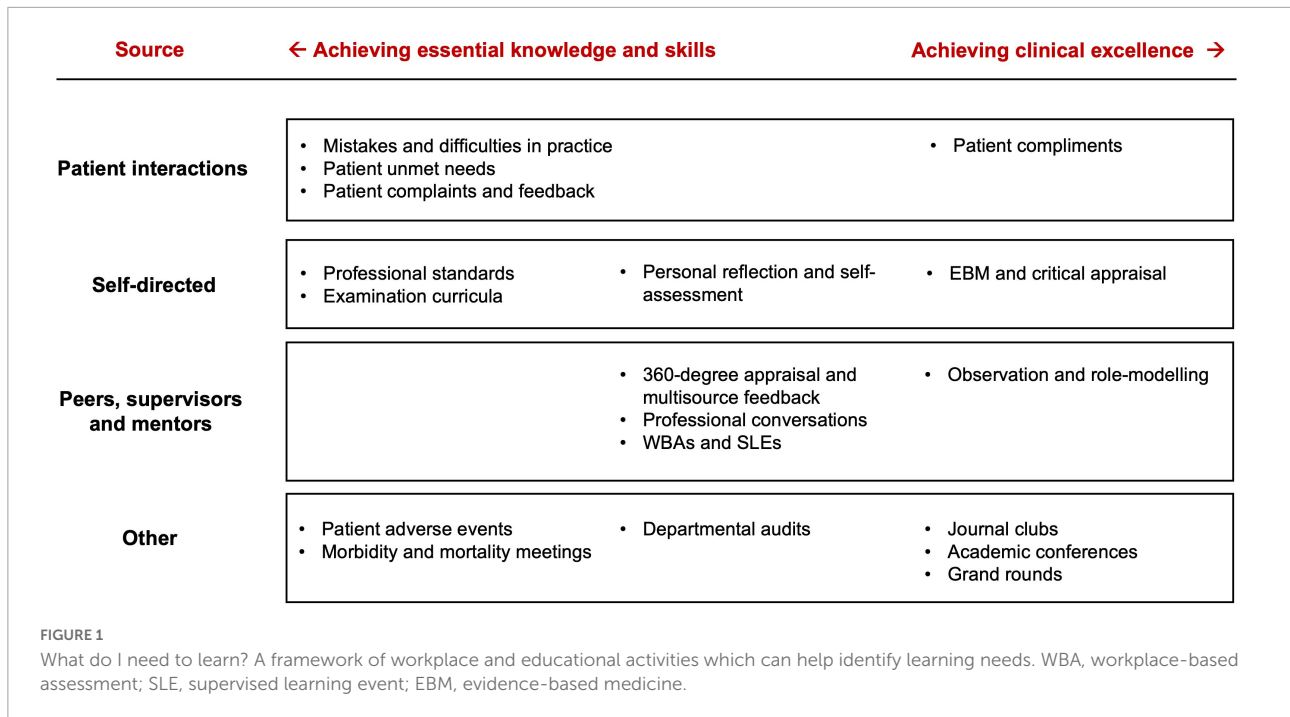 Source ← Achieving essential knowledge and skills Achieving clinical excellence →
Patient interactions
• Mistakes and difficulties in practice
• Patient unmet needs
• Patient complaints and feedback
• Patient compliments
Self-directed
• Professional standards
• Examination curricula
• Personal reflection and self-
assessment
• EBM and critical appraisal
Peers, supervisors
and mentors
• 360-degree appraisal and
multisource feedback
• Professional conversations
• WBAs and SLEs
• Observation and role-modelling
Other
• Patient adverse events
• Morbidity and mortality meetings
• Departmental audits
• Journal clubs
• Academic conferences
• Grand rounds
FIGURE 1
What do I need to learn? A framework of workplace and educational activities which can help identify learning needs. WBA, workplace-based
assessment; SLE, supervised learning event; EBM, evidence-based medicine.